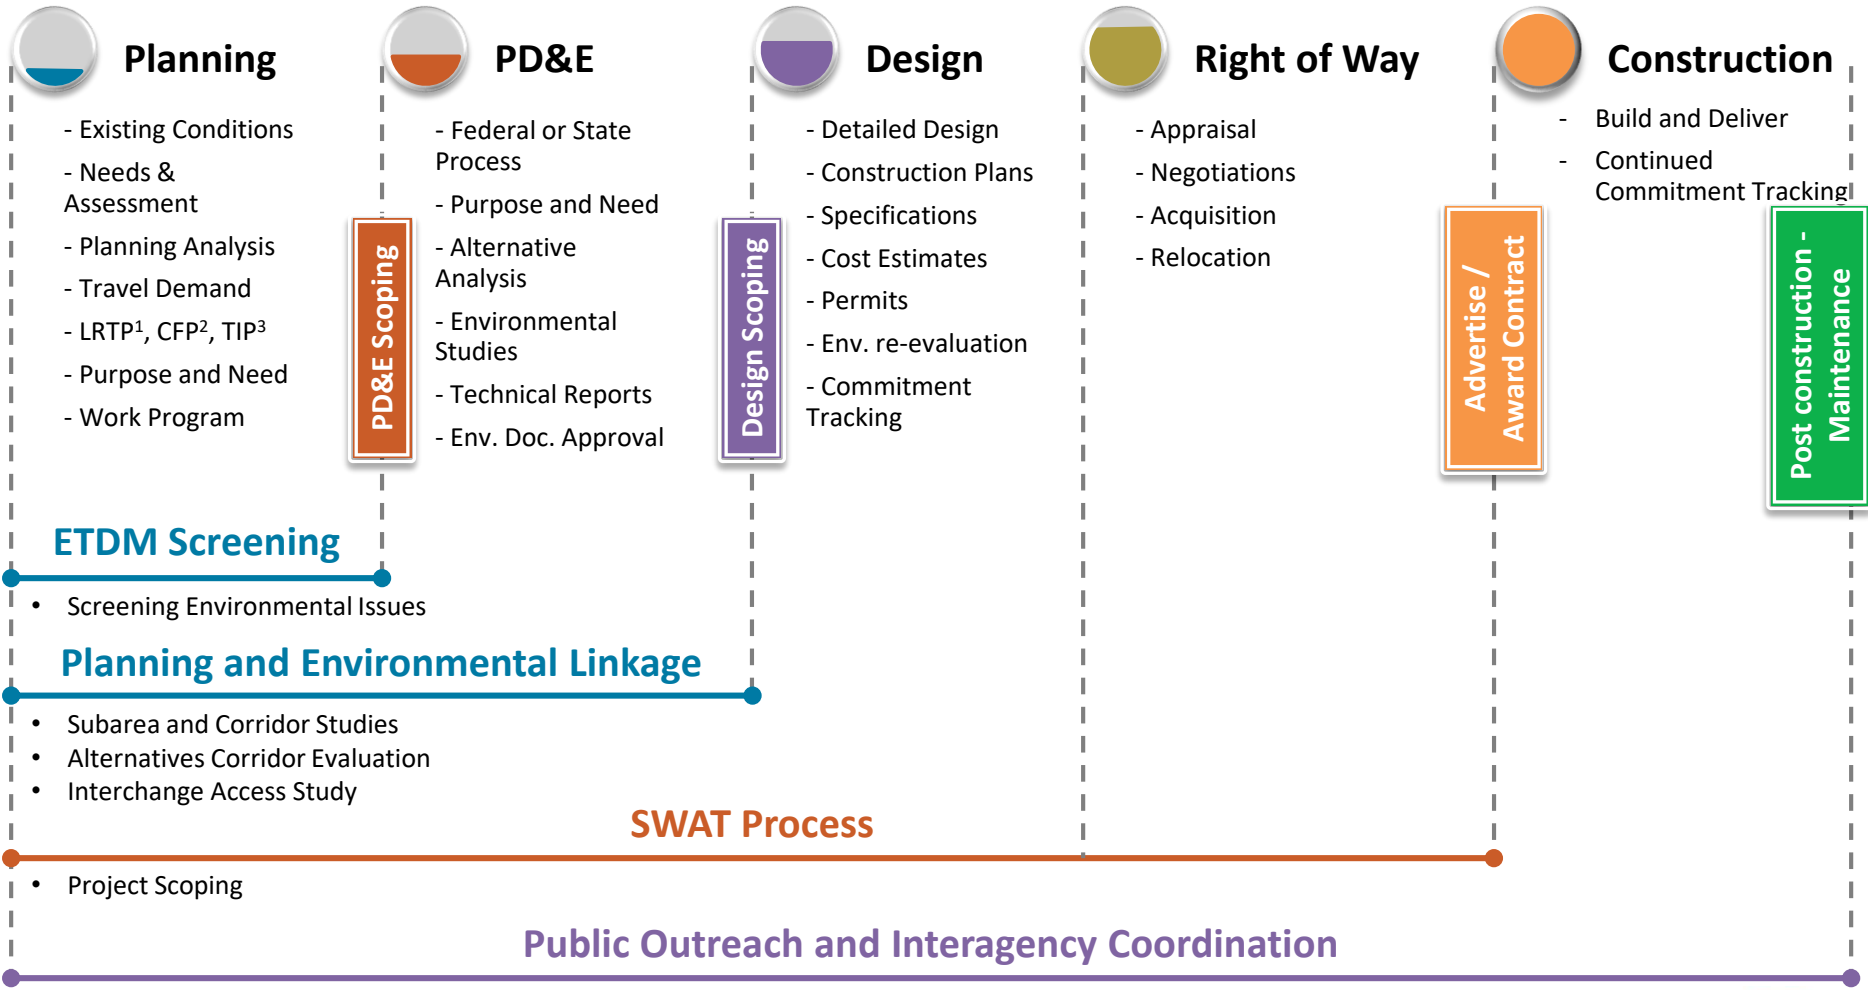 Planning
- Existing Conditions
- Needs &
Assessment
- Planning Analysis
- Travel Demand
- LRTP¹, CFP², TIP³
- Purpose and Need
- Work Program
PD&E Scoping
PD&E
- Federal or State
Process
- Purpose and Need
- Alternative
Analysis
- Environmental
Studies
- Technical Reports
- Env. Doc. Approval
Design Scoping
Design
- Detailed Design
- Construction Plans
- Specifications
- Cost Estimates
- Permits
- Env. re-evaluation
- Commitment
Tracking
Right of Way
- Appraisal
- Negotiations
- Acquisition
- Relocation
Advertise /
Award Contract
Construction
- Build and Deliver
- Continued
Commitment Tracking
Post construction -
Maintenance
ETDM Screening
• Screening Environmental Issues
Planning and Environmental Linkage
• Subarea and Corridor Studies
• Alternatives Corridor Evaluation
• Interchange Access Study
SWAT Process
• Project Scoping
Public Outreach and Interagency Coordination